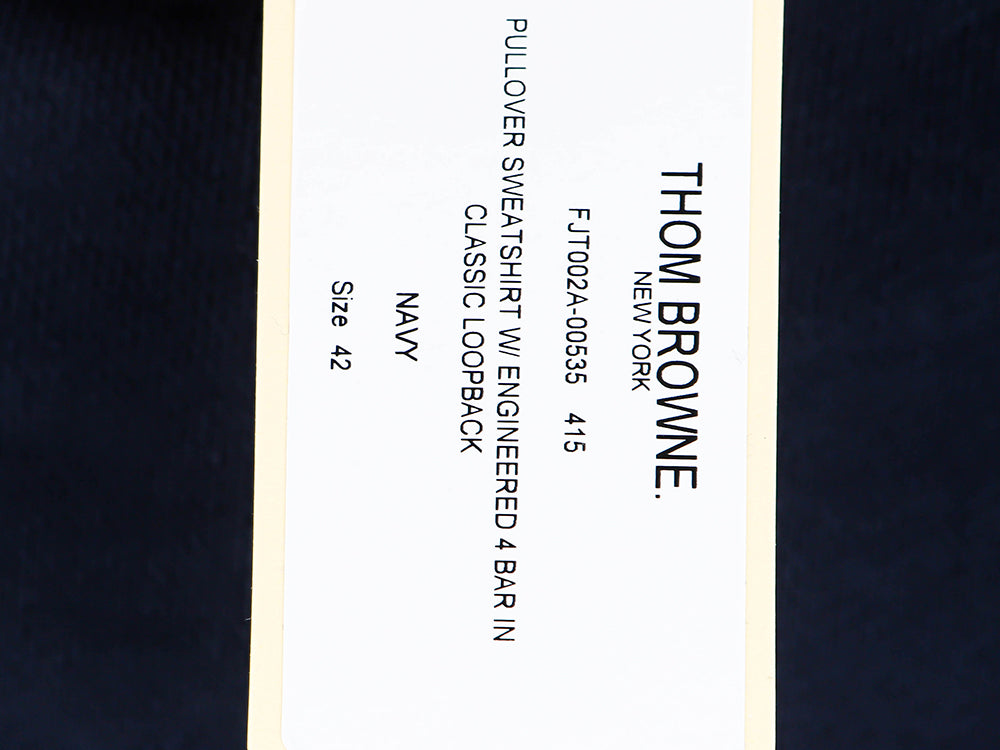 THOM BROWNE.
NEW YORK
FJT002A-00535 415
PULLOVER SWEATSHIRT W/ ENGINEERED 4 BAR IN
CLASSIC LOOPBACK
NAVY
Size 42